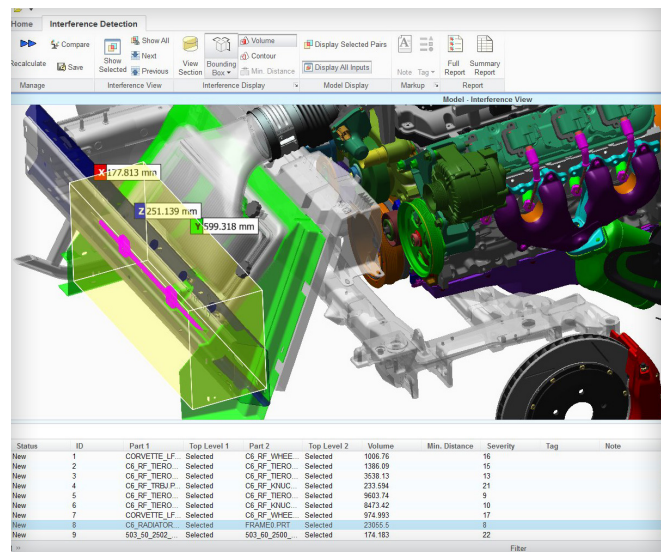 Home Interference Detection
Recalculate
Compare
Save
Manage
Show Selected
Show All
Next
Previous
Interference View
View Section
Bounding Box
Volume
Contour
Min. Distance
Interference Display
Display Selected Pairs
Display All Inputs
Model Display
Note Tag
Markup
Full Report
Summary Report
Report
Model - Interference View
X 177.813 mm
Z 251.139 mm
Y 599.318 mm
Status ID Part 1 Top Level 1 Part 2 Top Level 2 Volume Min. Distance Severity Tag Note
New 1 CORVETTE_LF... Selected C6_RF_WHEE... Selected 1006.76 16
New 2 C6_RF_TIERO... Selected C6_RF_TIERO... Selected 1386.09 15
New 3 C6_RF_TIERO... Selected C6_RF_TIERO... Selected 3538.13 13
New 4 C6_RF_TRBJ.P... Selected C6_RF_KNUC... Selected 233.594 21
New 5 C6_RF_TIERO... Selected C6_RF_TIERO... Selected 9603.74 9
New 6 C6_RF_TIERO... Selected C6_RF_KNUC... Selected 8473.42 10
New 7 CORVETTE_LF... Selected C6_RF_WHEE... Selected 974.993 17
New 8 C6_RADIATOR... Selected FRAME0.PRT Selected 23055.5 8
New 9 503_50_2502_... Selected 503_60_2500_... Selected 174.183 22
Filter